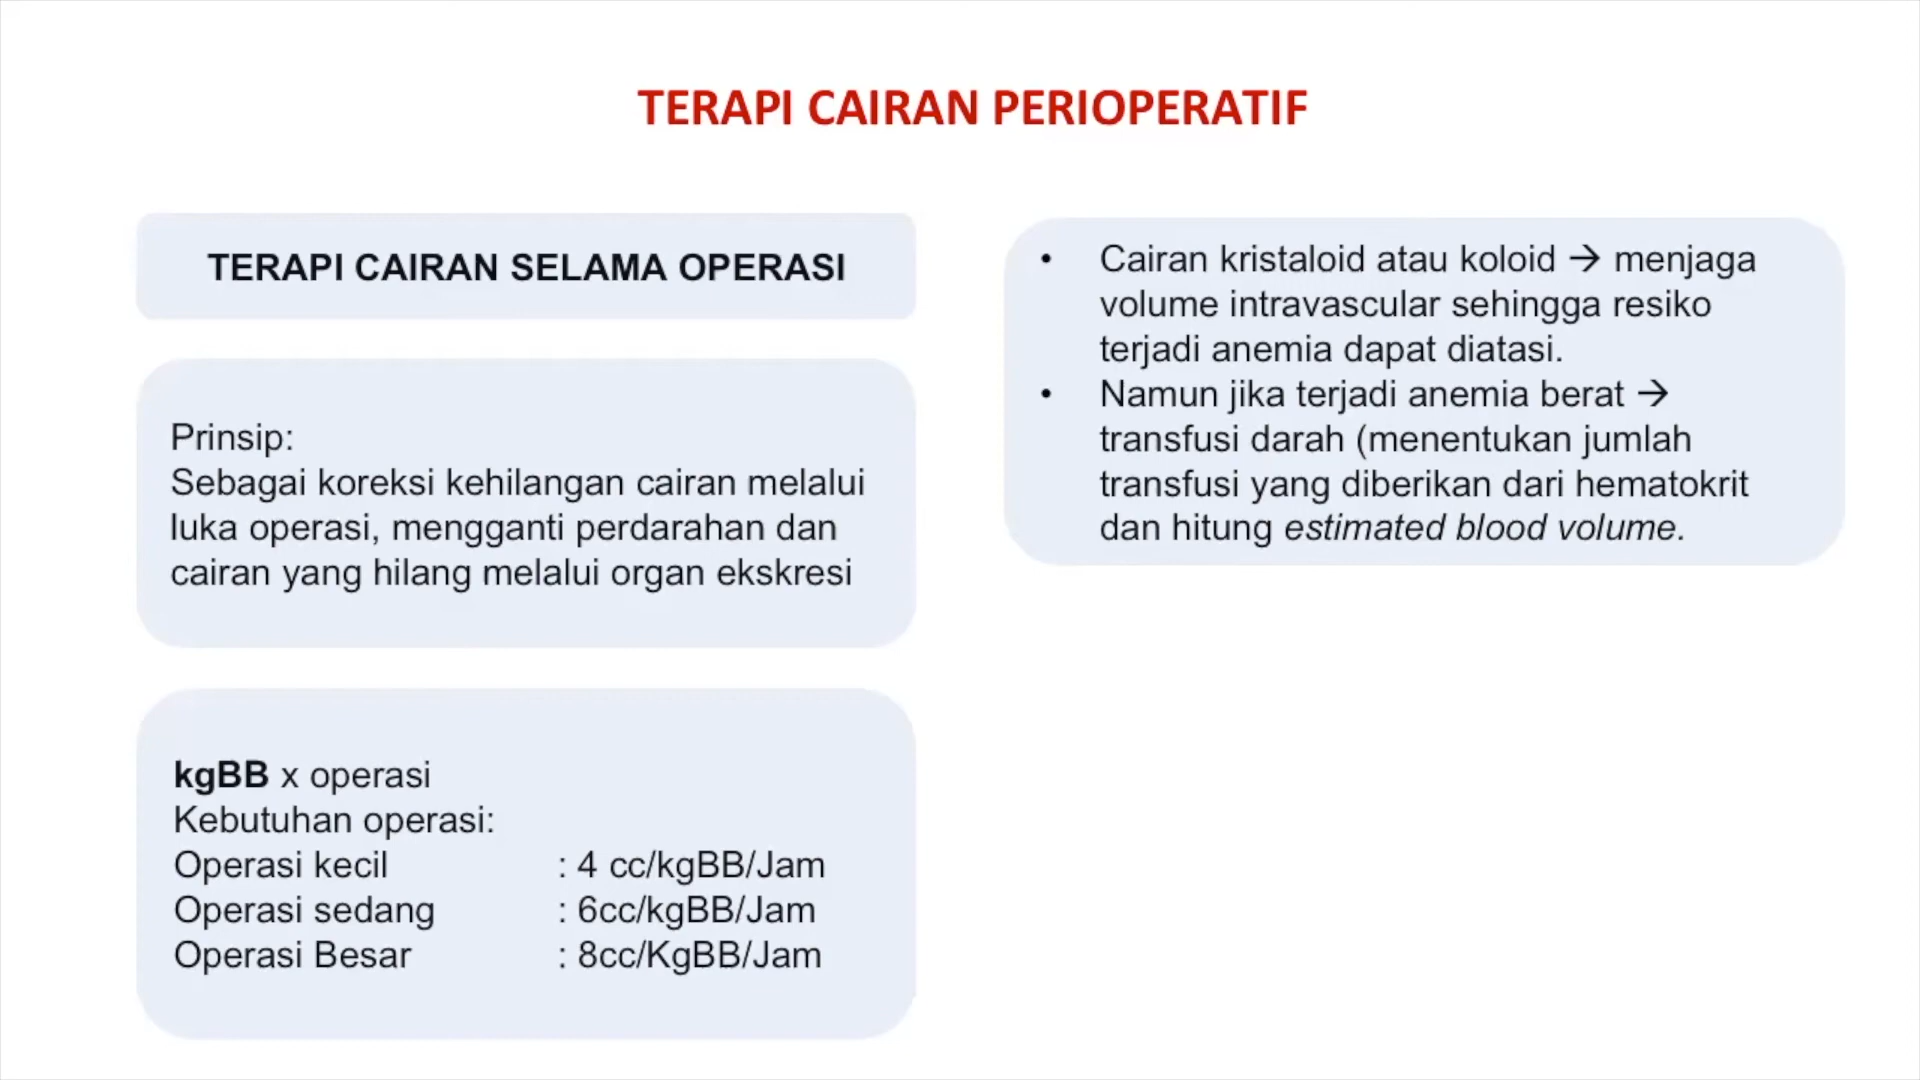 TERAPI CAIRAN PERIOPERATIF
TERAPI CAIRAN SELAMA OPERASI
Prinsip:
Sebagai koreksi kehilangan cairan melalui
luka operasi, mengganti perdarahan dan
cairan yang hilang melalui organ ekskresi
kgBB x operasi
Kebutuhan operasi:
Operasi kecil : 4 cc/kgBB/Jam
Operasi sedang : 6cc/kgBB/Jam
Operasi Besar : 8cc/KgBB/Jam
• Cairan kristaloid atau koloid → menjaga
volume intravascular sehingga resiko
terjadi anemia dapat diatasi.
• Namun jika terjadi anemia berat →
transfusi darah (menentukan jumlah
transfusi yang diberikan dari hematokrit
dan hitung estimated blood volume.